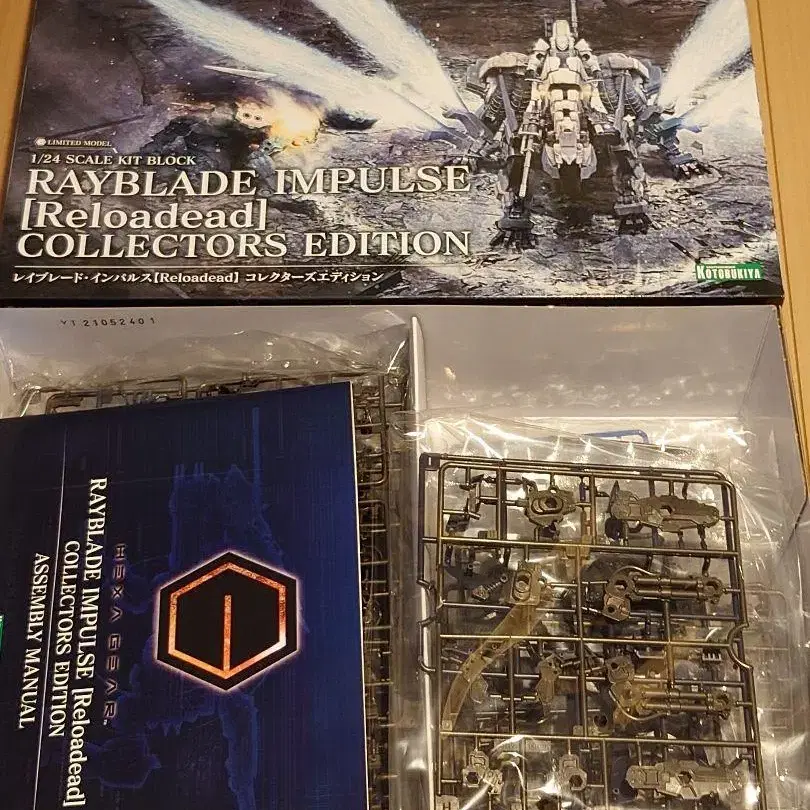 LIMITED MODEL
1/24 SCALE KIT BLOCK
RAYBLADE IMPULSE
[Reloadead]
COLLECTORS EDITION
レイブレード・インパルス【Reloadead】コレクターズエディション
KOTOBUKIYA
YT 21052401
HEXA GEAR
RAYBLADE IMPULSE [Reloadead]
COLLECTORS EDITION
ASSEMBLY MANUAL